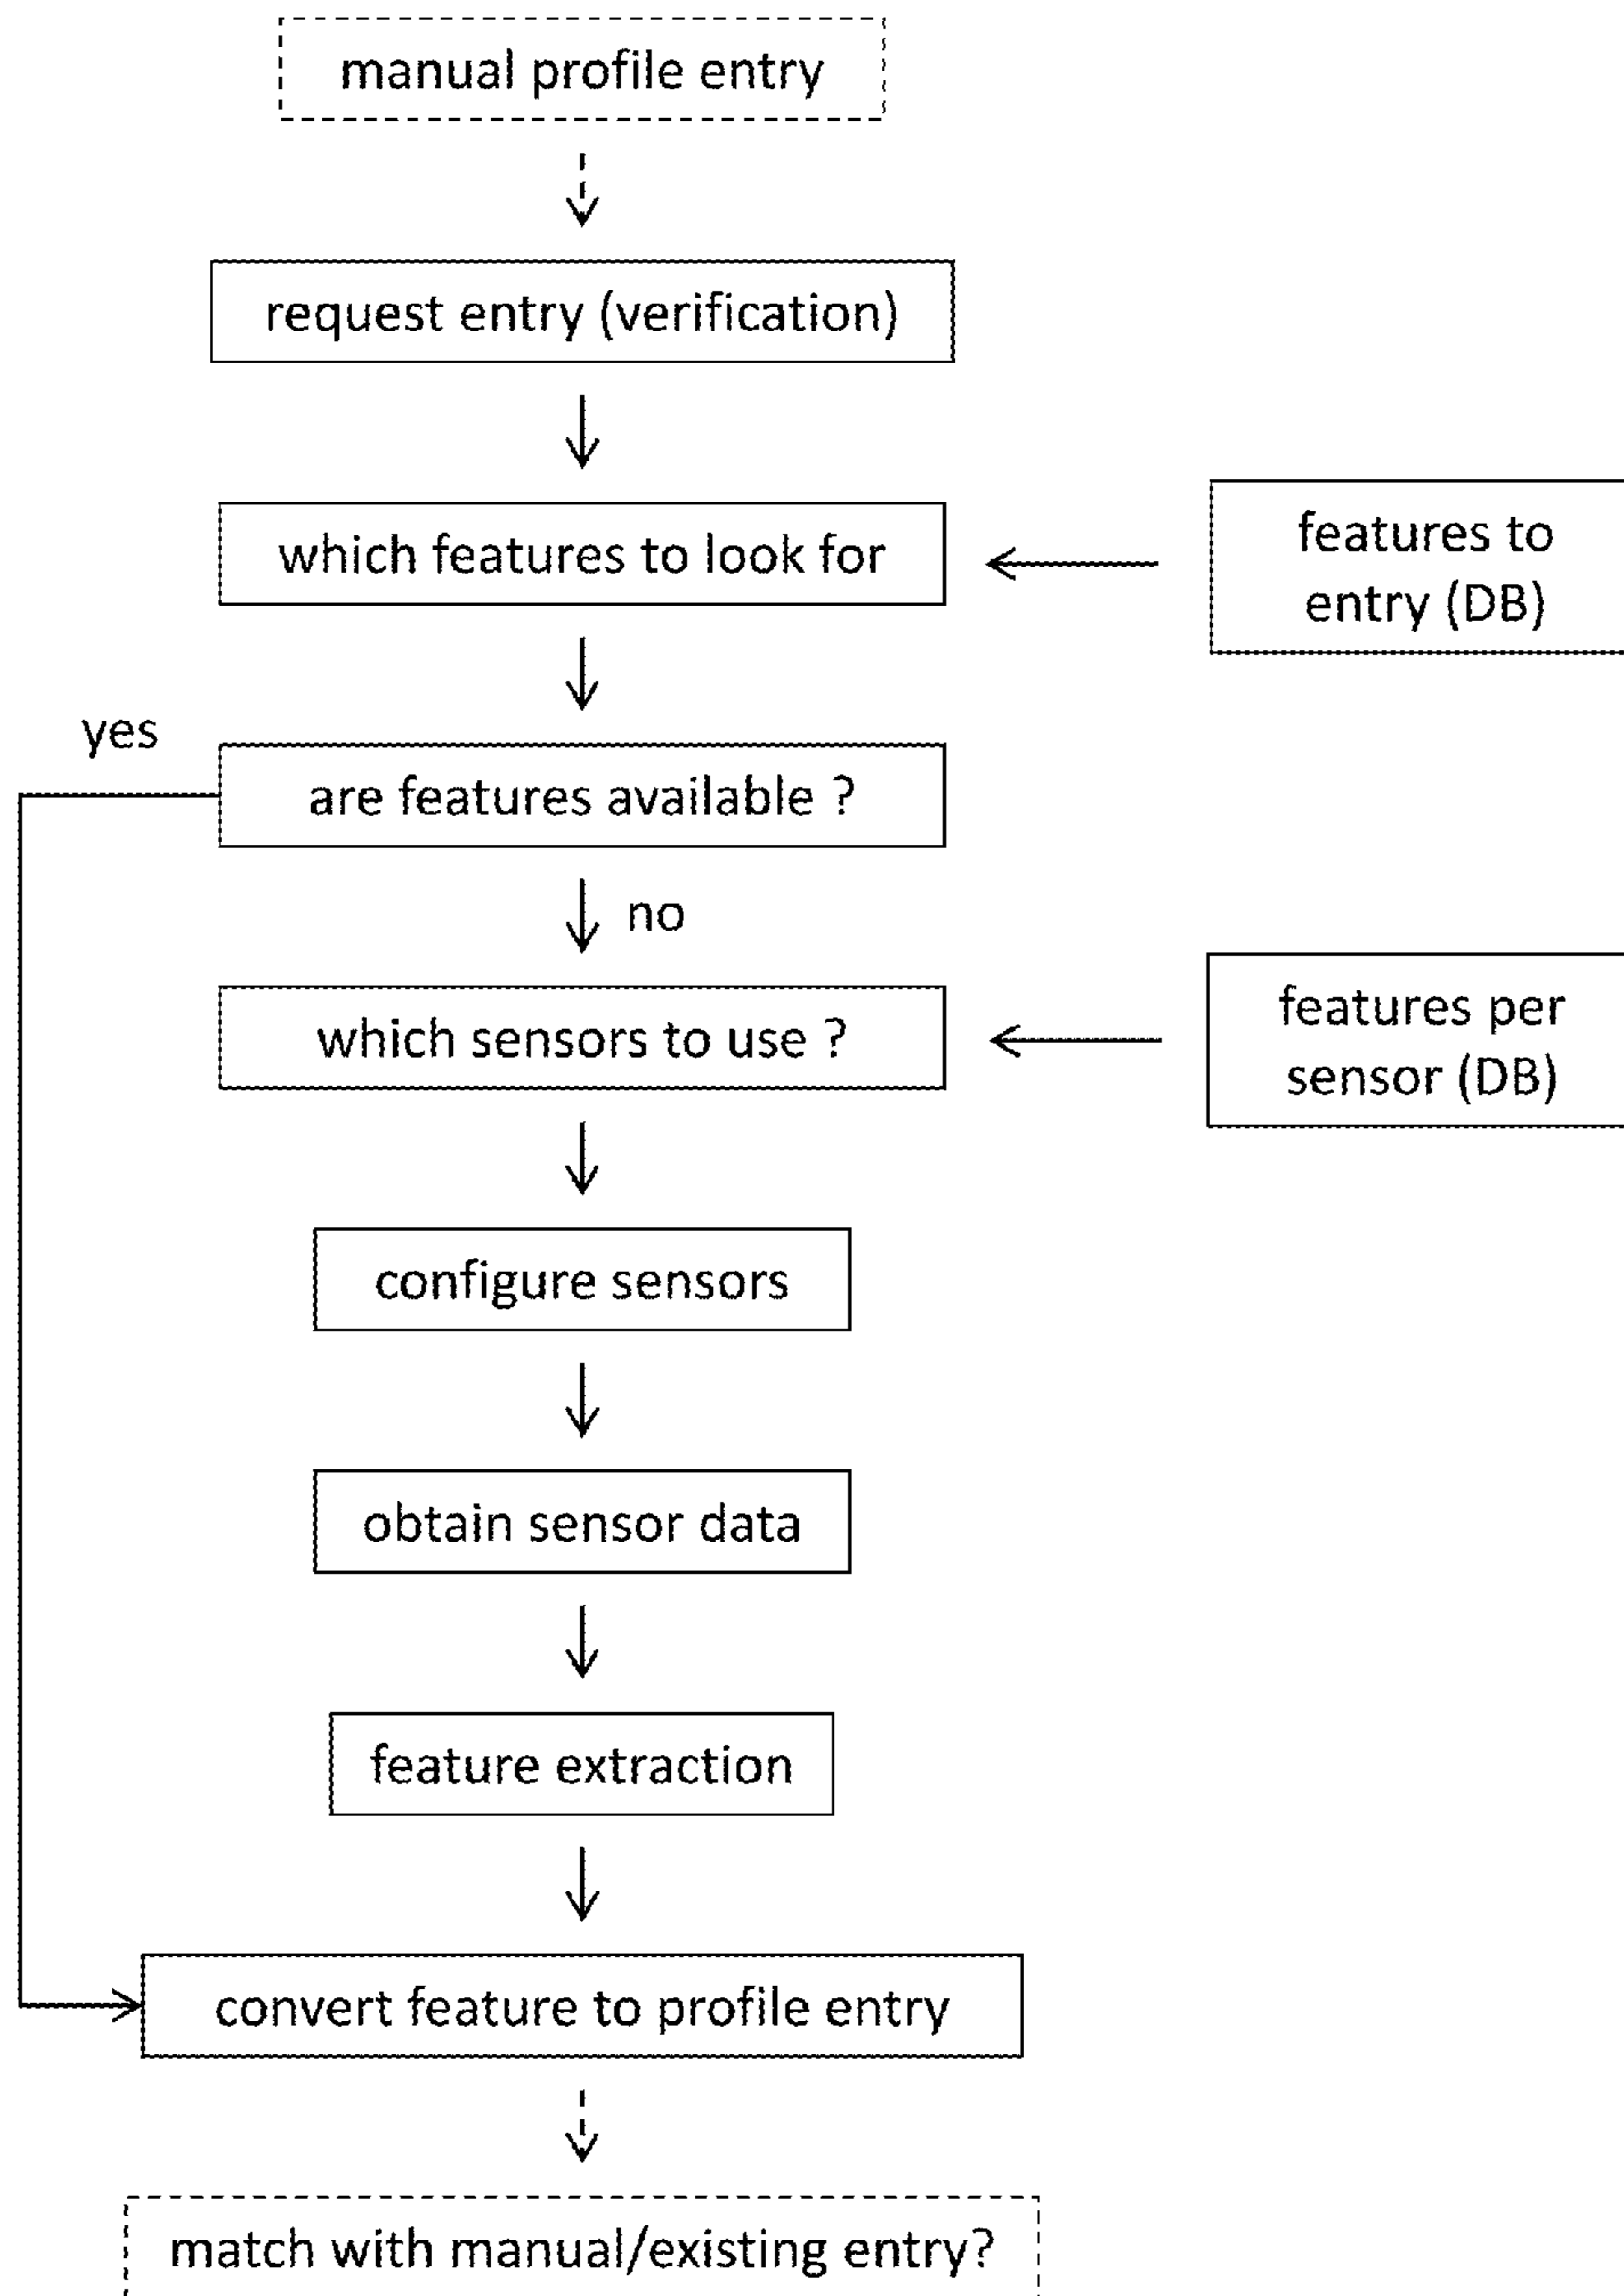 manual profile entry
request entry (verification)
which features to look for
features to
entry (DB)
yes
are features available ?
no
which sensors to use ?
features per
sensor (DB)
configure sensors
obtain sensor data
feature extraction
convert feature to profile entry
match with manual/existing entry?